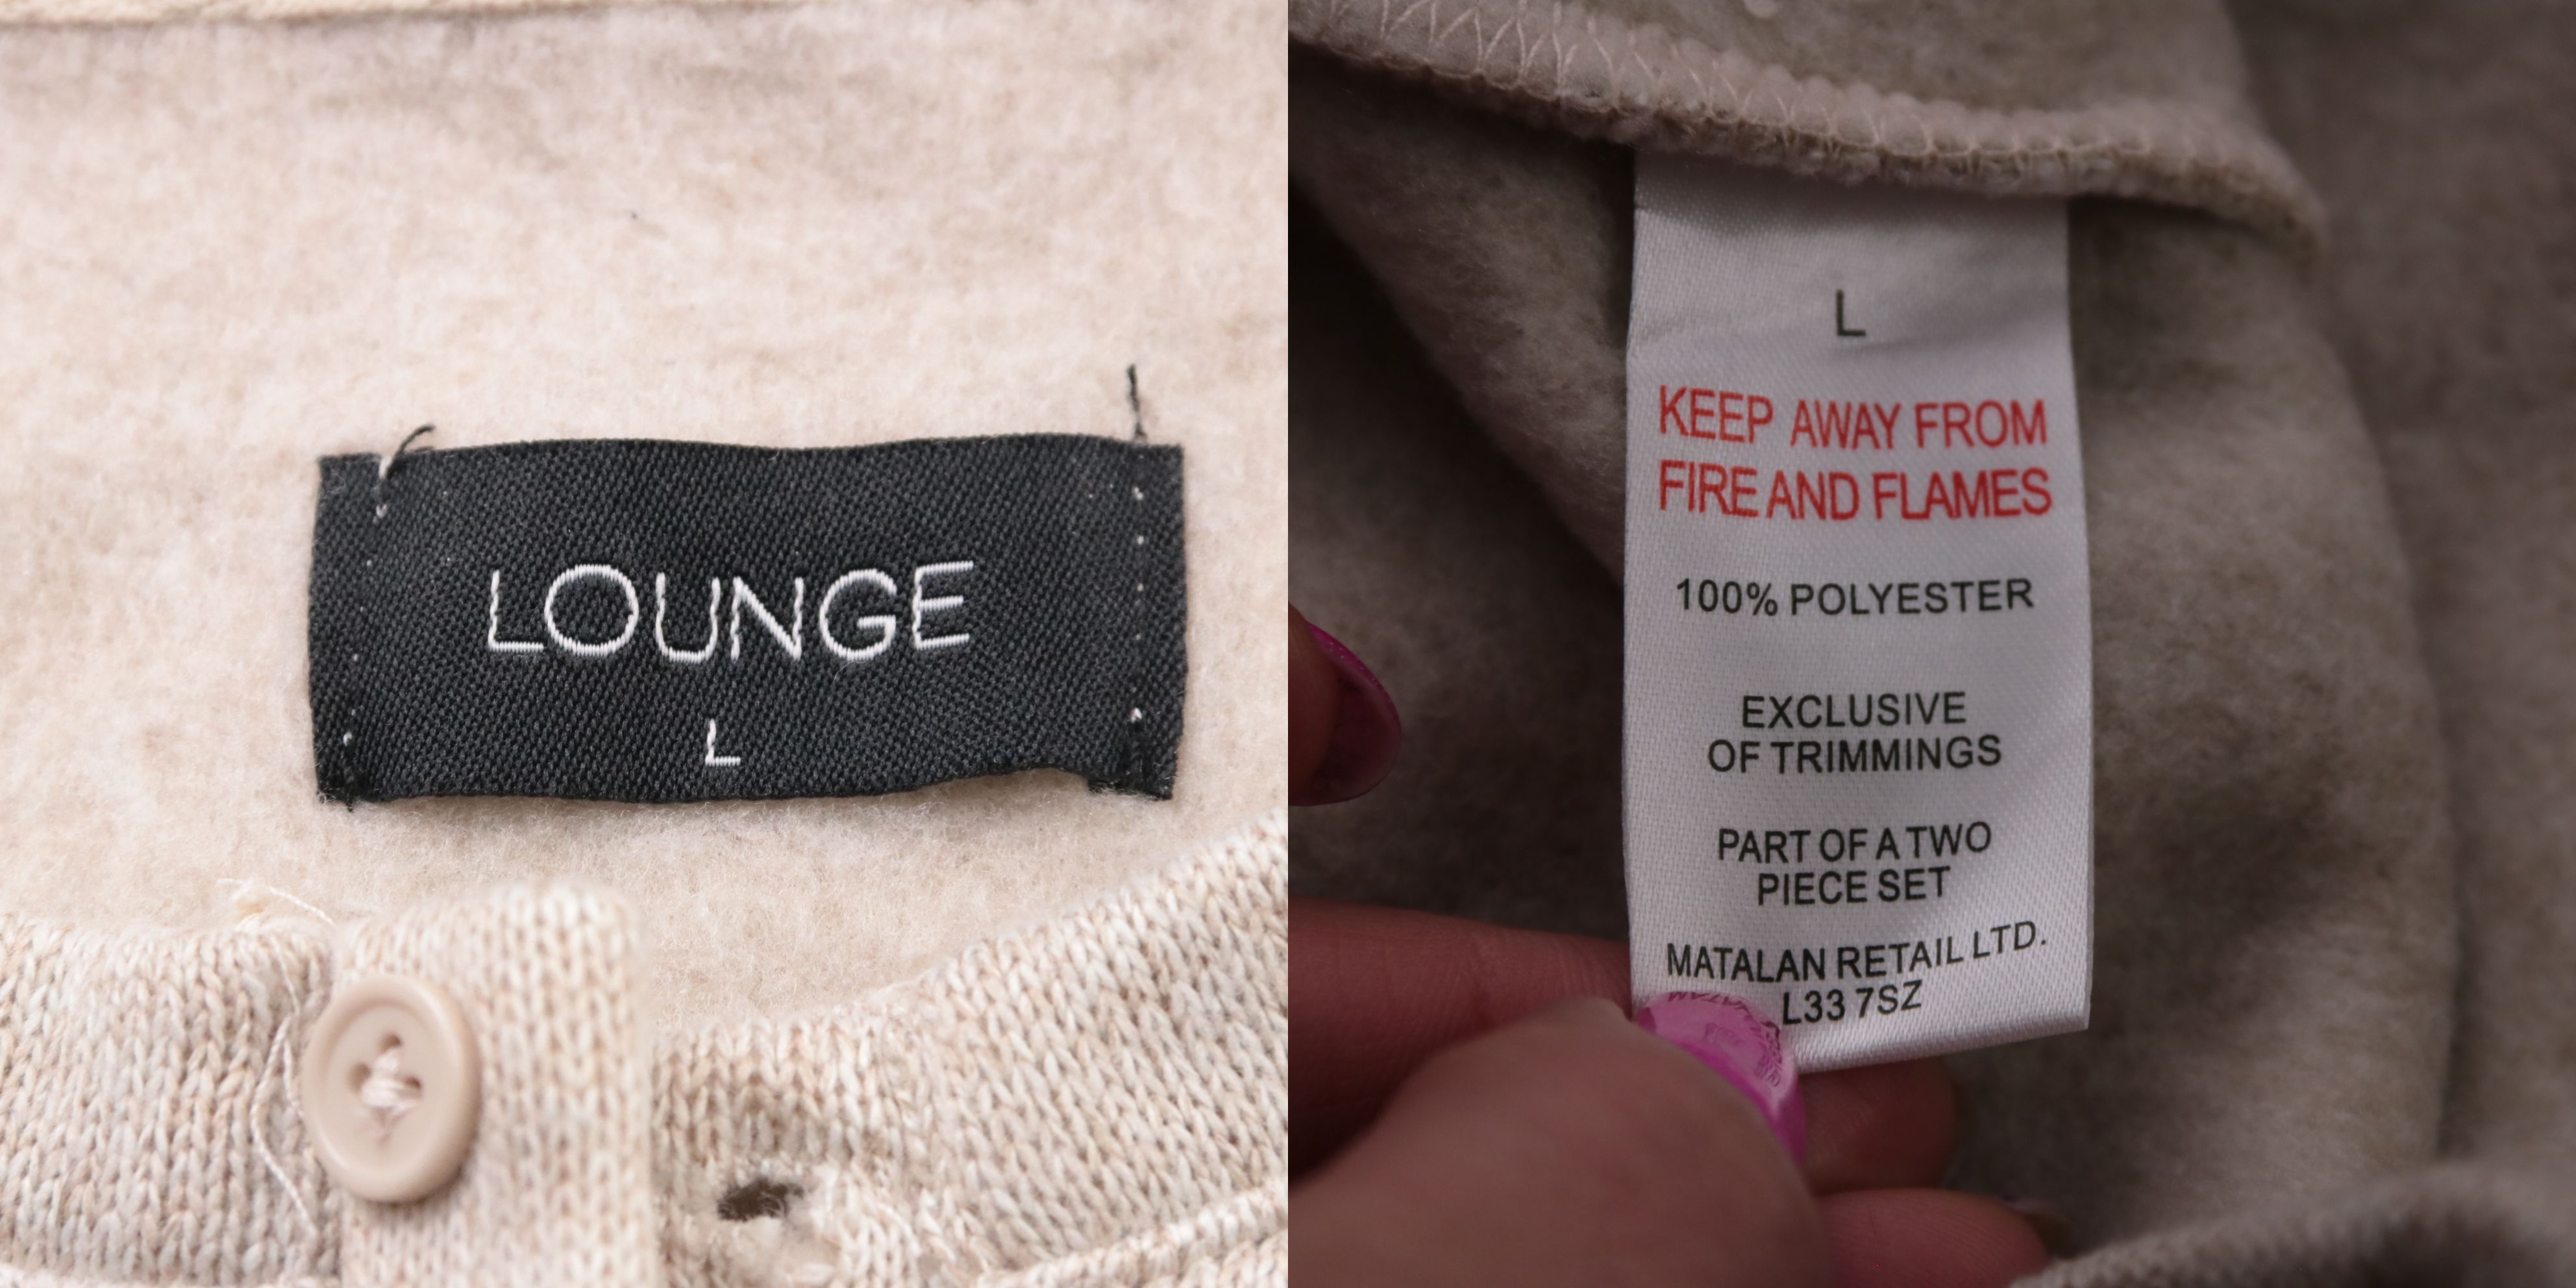 LOUNGE
L
L
KEEP AWAY FROM
FIRE AND FLAMES
100% POLYESTER
EXCLUSIVE
OF TRIMMINGS
PART OF A TWO
PIECE SET
MATALAN RETAIL LTD.
L33 7SZ